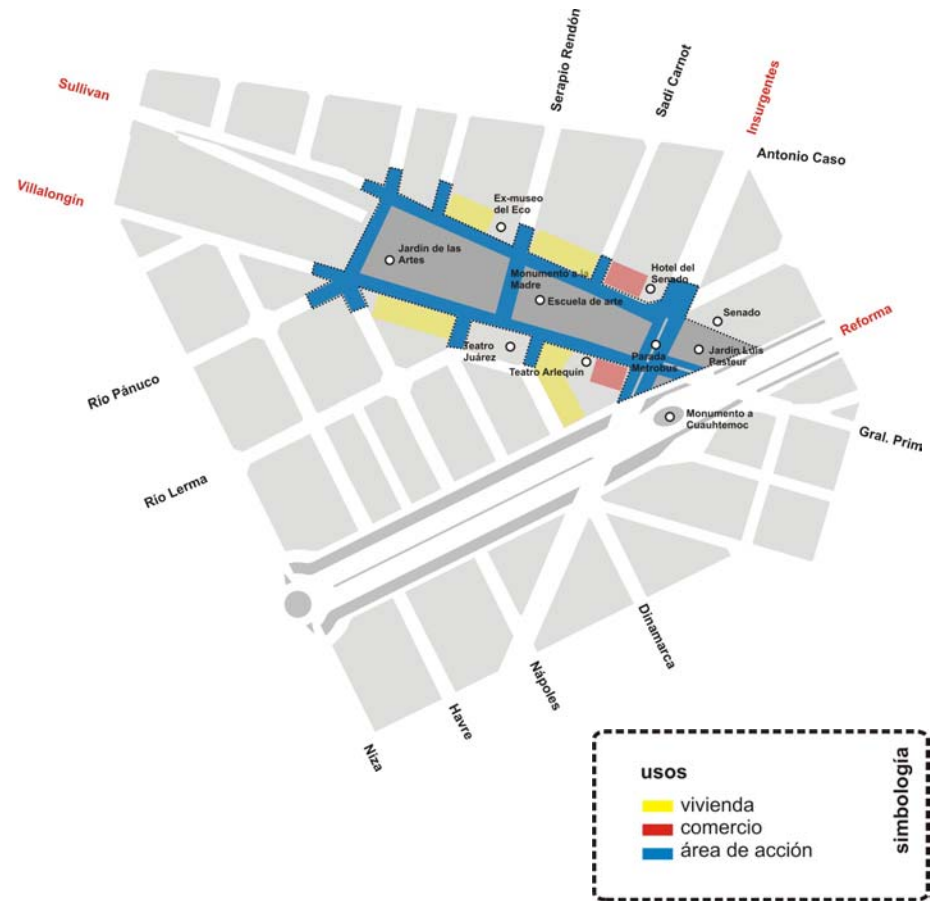 Serapio Rendón
Sadi Carnot
Insurgentes
Sullivan
Antonio Caso
Villalongín
Ex-museo
del Eco
Jardín de las
Artes
Monumento a la
Madre
Hotel del
Senado
Escuela de arte
Senado
Reforma
Teatro
Juárez
Parada
Metrobus
Jardín Luis
Pasteur
Teatro Arlequín
Río Pánuco
Monumento a
Cuauhtemoc
Gral. Prim
Río Lerma
Dinamarca
Nápoles
Havre
Niza
simbología
usos
vivienda
comercio
área de acción